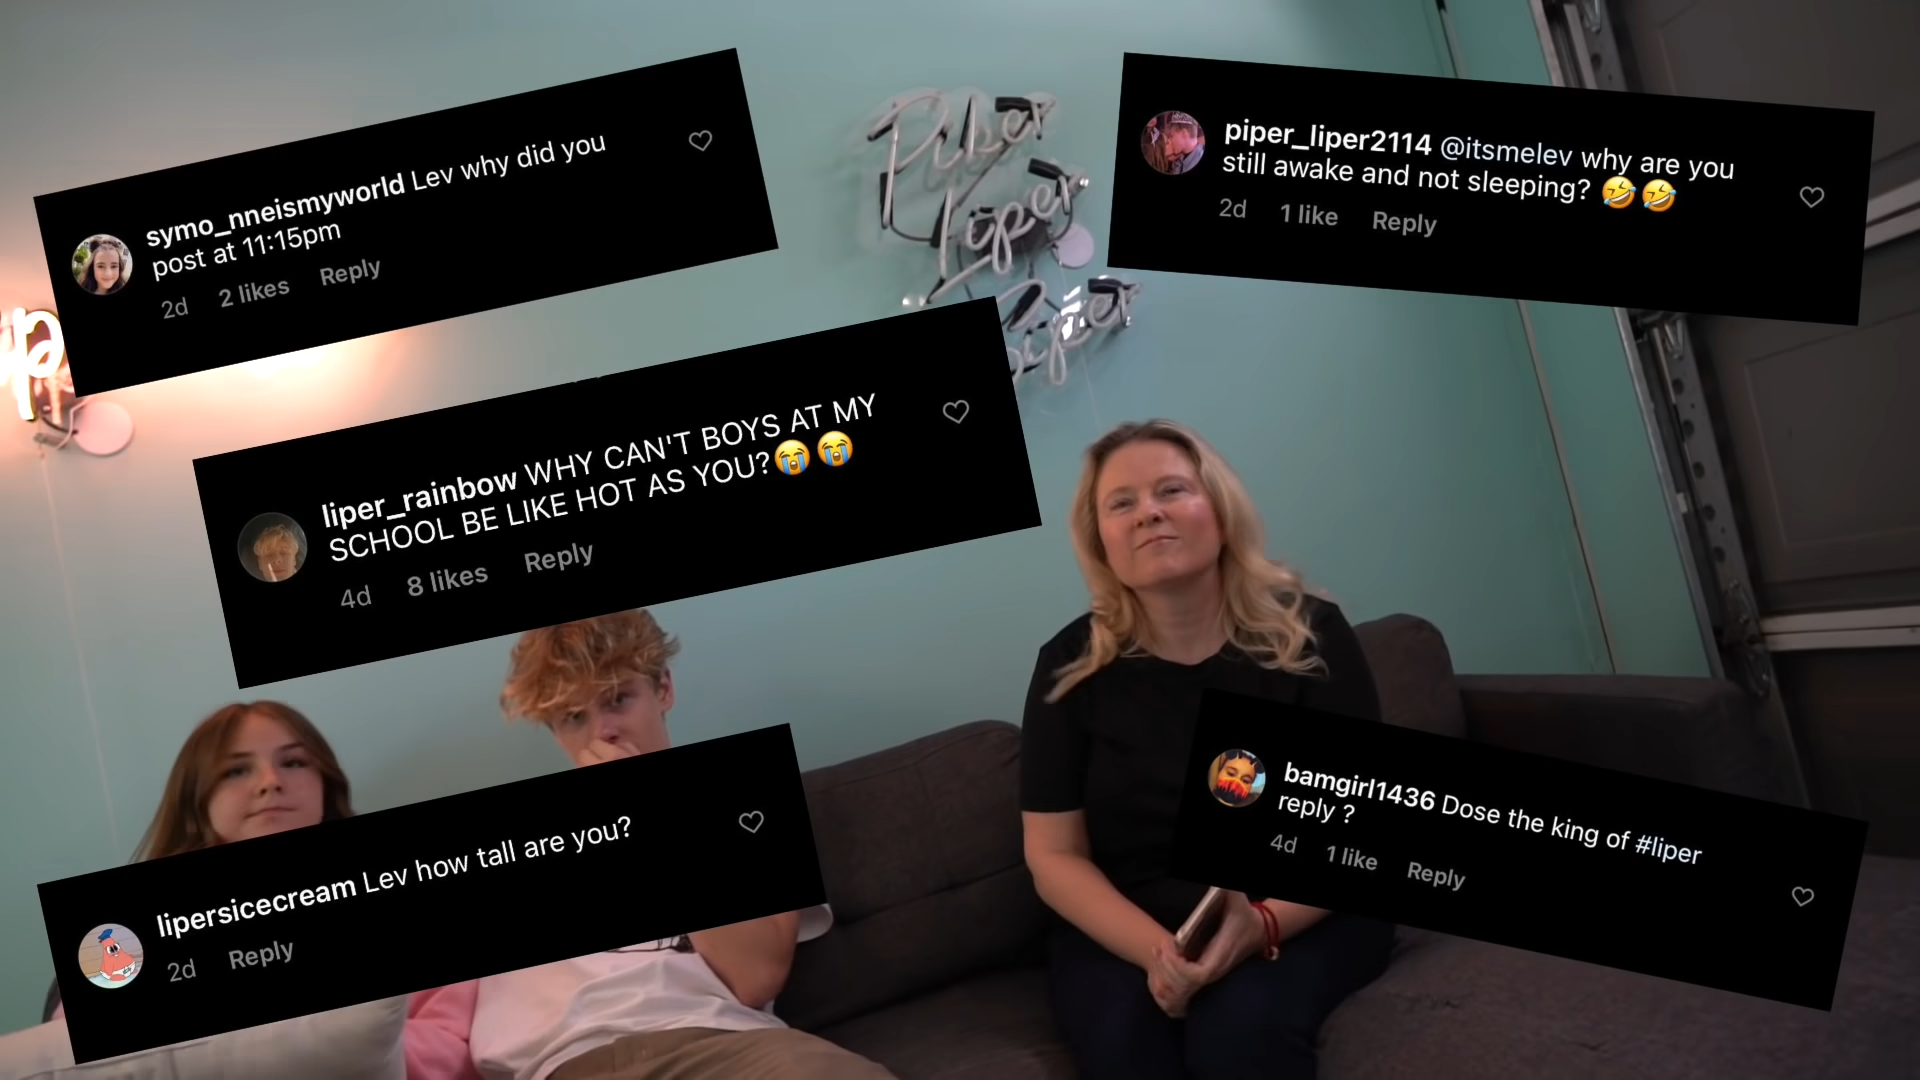 symo_nneismyworld Lev why did you
post at 11:15pm
2d 2 likes Reply
piper_liper2114 @itsmelev why are you
still awake and not sleeping? 🤣🤣
2d 1 like Reply
Piper
Liper
Piper
liper_rainbow WHY CAN'T BOYS AT MY
SCHOOL BE LIKE HOT AS YOU?😭😭
4d 8 likes Reply
lipersicecream Lev how tall are you?
2d Reply
bamgirl1436 Dose the king of #liper
reply ?
4d 1 like Reply